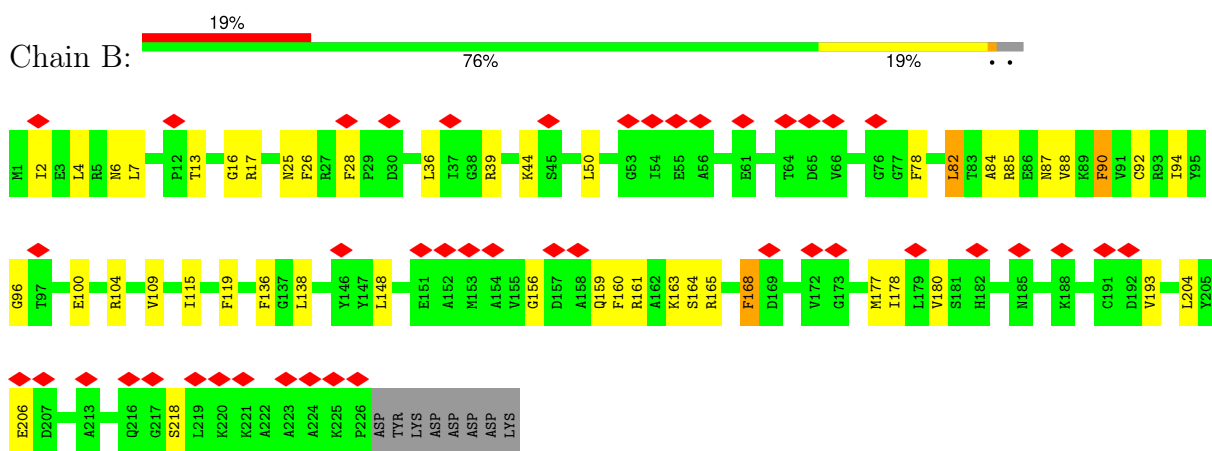 19%
Chain B:
76% 19% • •
M1 I2 E3 L4 R5 N6 L7 P12 T13 G16 R17 N25 F26 R27 F28 P29 D30 L36 I37 G38 R39 K44 S45 L50 G53 I54 E55 A56 E61 T64 D65 V66 G76 G77 F78 L82 T83 A84 R85 E86 N87 V88 K89 F90 V91 C92 R93 I94 Y95
G96 T97 E100 R104 V109 I115 F119 F136 G137 L138 Y146 Y147 L148 E151 A152 M153 A154 V155 G156 D157 A158 Q159 F160 R161 A162 K163 S164 R165 F168 D169 V172 G173 M177 I178 L179 V180 S181 H182 N185 K188 C191 D192 V193 L204 Y205
E206 D207 A213 Q216 G217 S218 L219 K220 K221 A222 A223 A224 K225 P226 ASP TYR LYS ASP ASP ASP ASP LYS